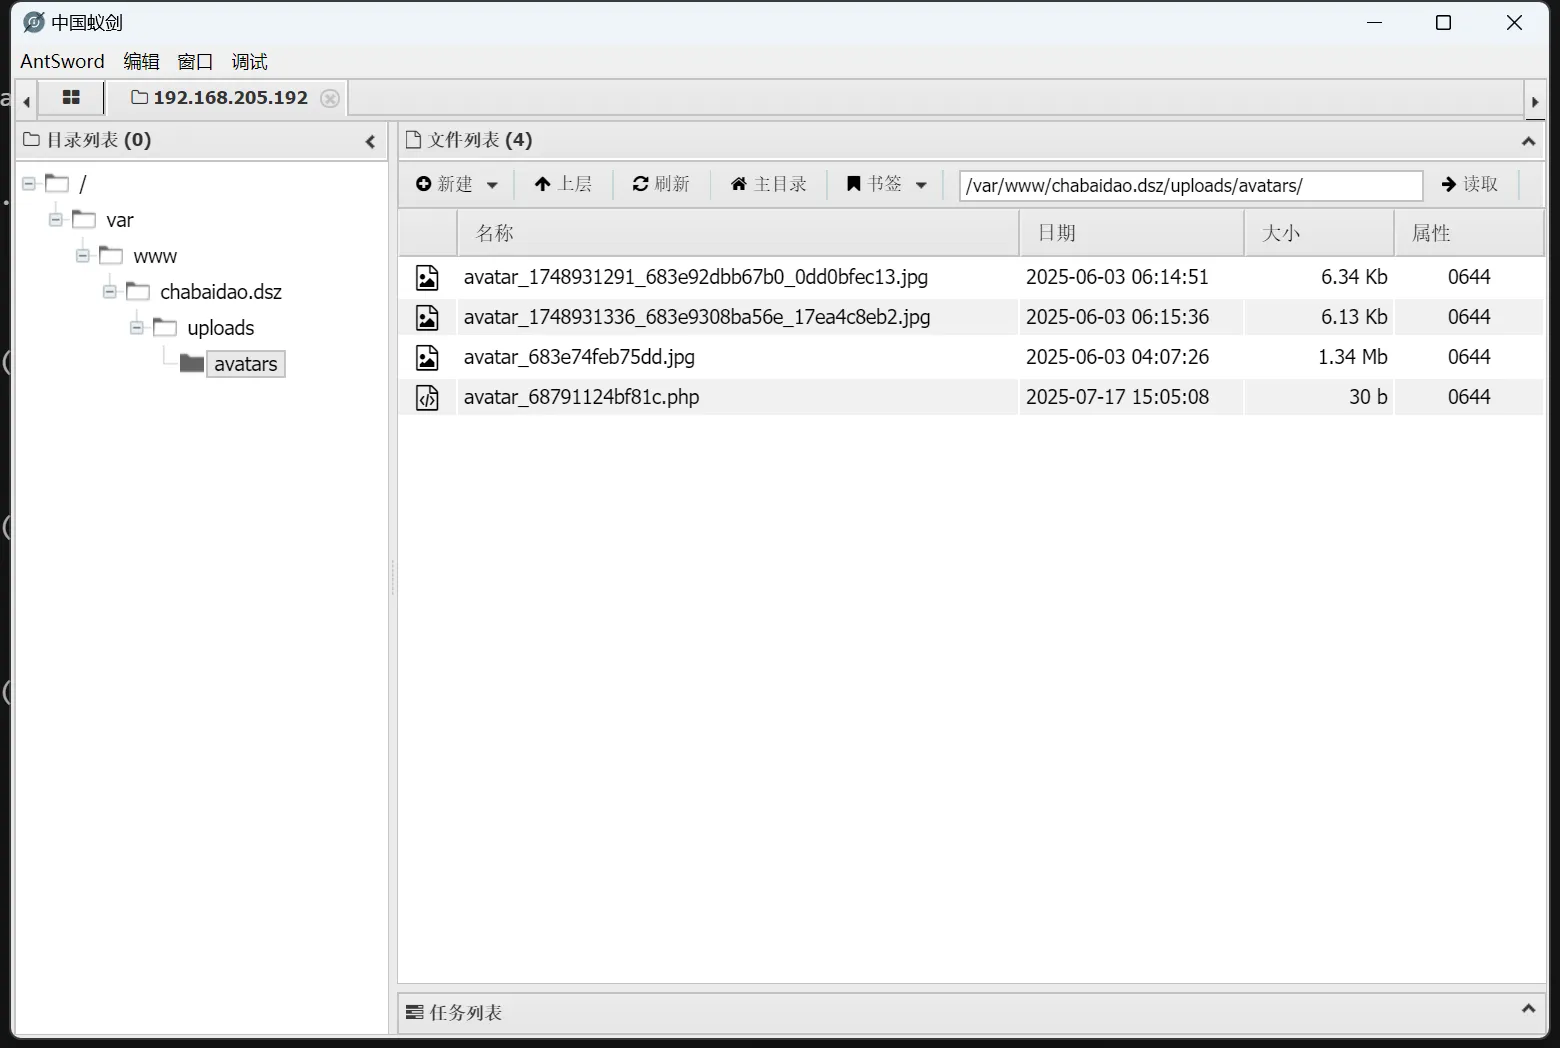 中国蚁剑
AntSword 编辑 窗口 调试
192.168.205.192
目录列表 (0)
文件列表 (4)
新建 上层 刷新 主目录 书签 /var/www/chabaidao.dsz/uploads/avatars/ 读取
/
var
www
chabaidao.dsz
uploads
avatars
名称 日期 大小 属性
avatar_1748931291_683e92dbb67b0_0dd0bfec13.jpg 2025-06-03 06:14:51 6.34 Kb 0644
avatar_1748931336_683e9308ba56e_17ea4c8eb2.jpg 2025-06-03 06:15:36 6.13 Kb 0644
avatar_683e74feb75dd.jpg 2025-06-03 04:07:26 1.34 Mb 0644
avatar_68791124bf81c.php 2025-07-17 15:05:08 30 b 0644
任务列表